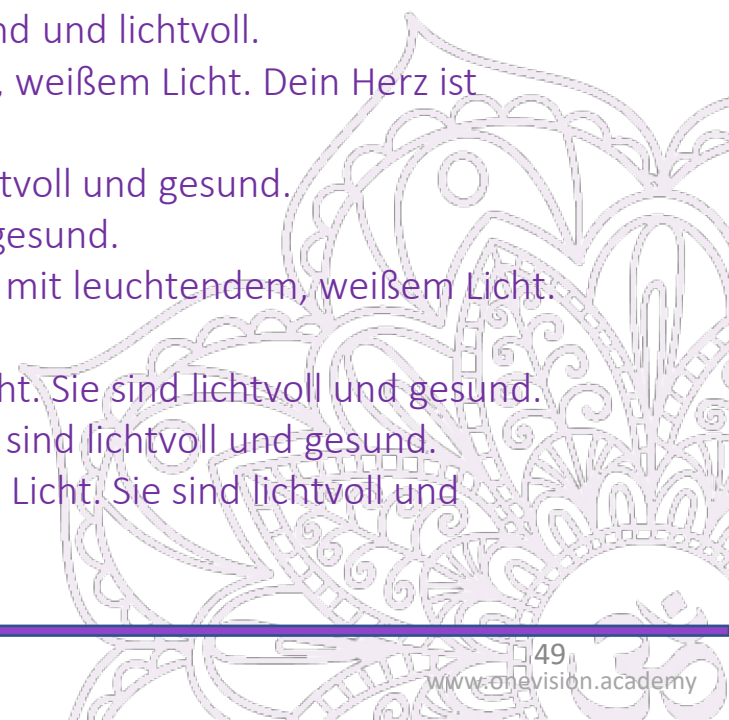 nd und lichtvoll.
, weißem Licht. Dein Herz ist
tvoll und gesund.
gesund.
mit leuchtendem, weißem Licht.
ht. Sie sind lichtvoll und gesund.
sind lichtvoll und gesund.
Licht. Sie sind lichtvoll und
49
www.onevision.academy